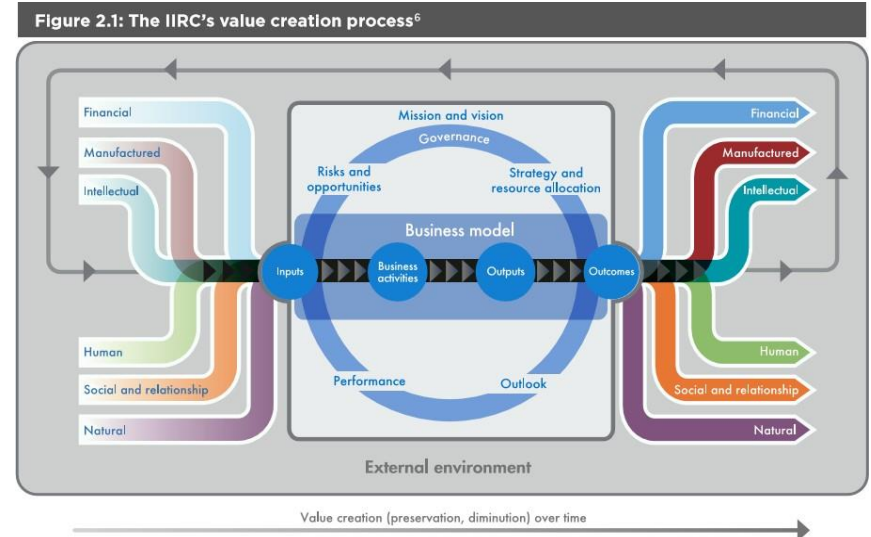 Figure 2.1: The IIRC's value creation process⁶
Financial
Manufactured
Intellectual
Human
Social and relationship
Natural
Mission and vision
Governance
Risks and
opportunities
Strategy and
resource allocation
Business model
Inputs
Business
activities
Outputs
Outcomes
Performance
Outlook
Financial
Manufactured
Intellectual
Human
Social and relationship
Natural
External environment
Value creation (preservation, diminution) over time